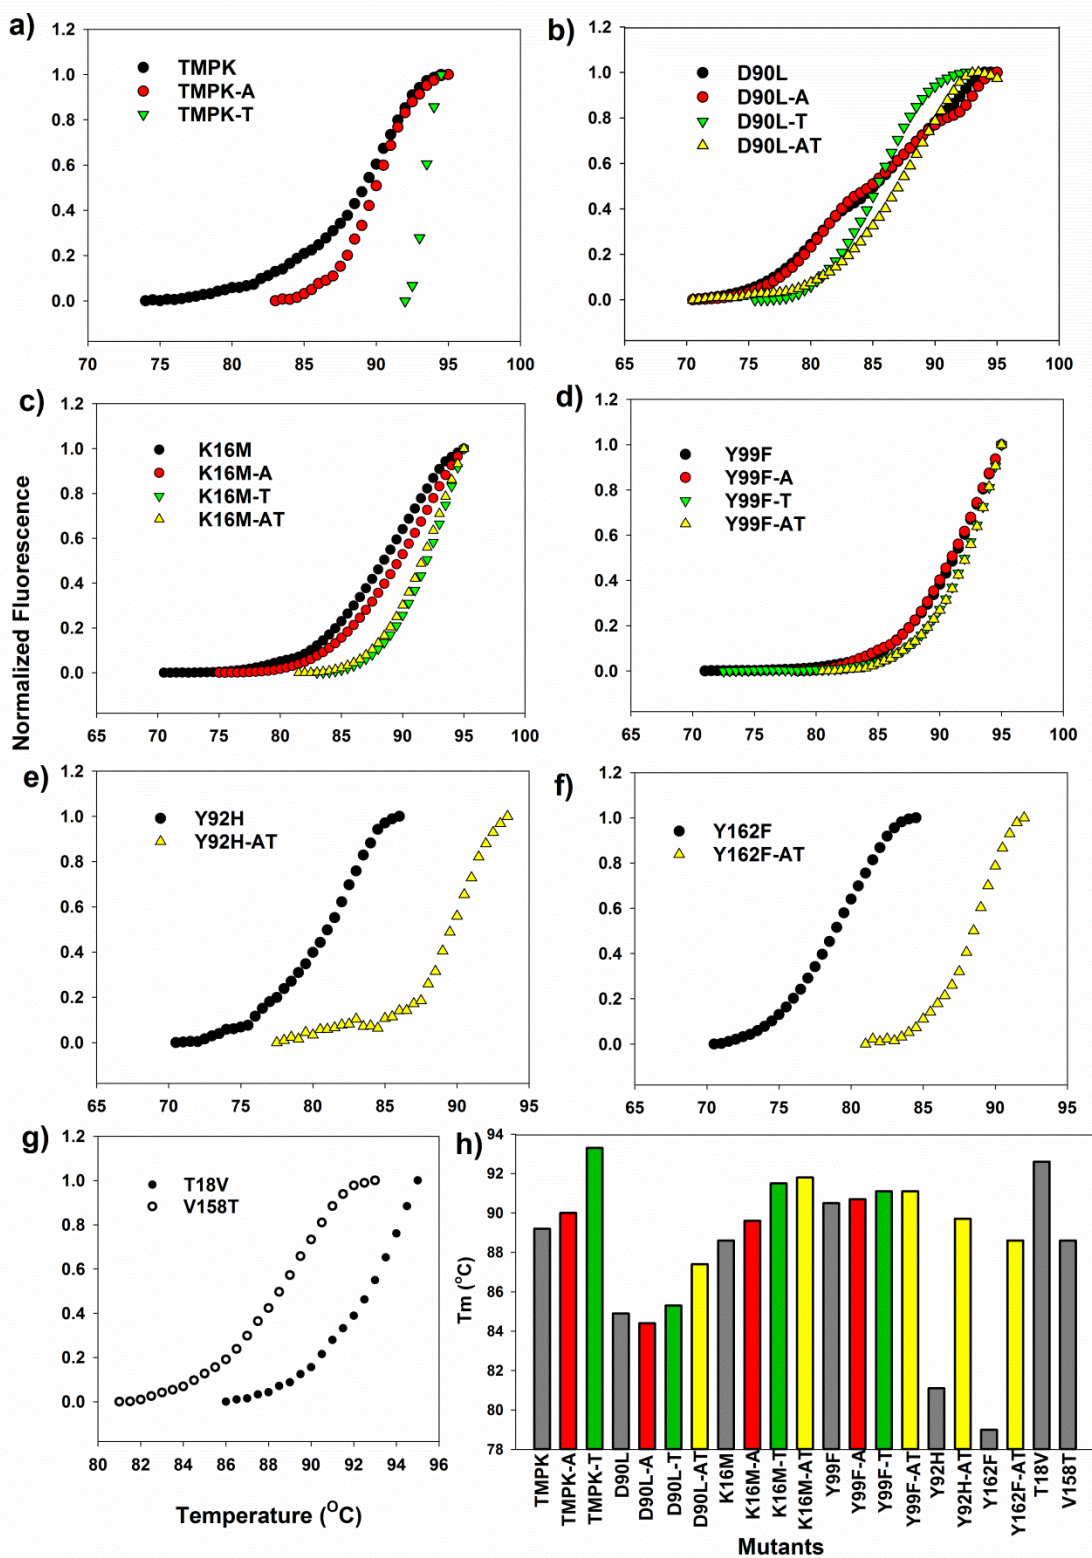 a)
TMPK
TMPK-A
TMPK-T
1.2
1.0
0.8
0.6
0.4
0.2
0.0
70 75 80 85 90 95 100
b)
D90L
D90L-A
D90L-T
D90L-AT
1.2
1.0
0.8
0.6
0.4
0.2
0.0
65 70 75 80 85 90 95 100
c)
K16M
K16M-A
K16M-T
K16M-AT
1.2
1.0
0.8
0.6
0.4
0.2
0.0
65 70 75 80 85 90 95 100
d)
Y99F
Y99F-A
Y99F-T
Y99F-AT
1.2
1.0
0.8
0.6
0.4
0.2
0.0
65 70 75 80 85 90 95 100
Normalized Fluorescence
e)
Y92H
Y92H-AT
1.2
1.0
0.8
0.6
0.4
0.2
0.0
65 70 75 80 85 90 95
f)
Y162F
Y162F-AT
1.2
1.0
0.8
0.6
0.4
0.2
0.0
65 70 75 80 85 90 95
g)
T18V
V158T
1.2
1.0
0.8
0.6
0.4
0.2
0.0
80 82 84 86 88 90 92 94 96
Temperature (OC)
h)
Tm (OC)
94
92
90
88
86
84
82
80
78
TMPK
TMPK-A
TMPK-T
D90L
D90L-A
D90L-T
D90L-AT
K16M
K16M-A
K16M-T
K16M-AT
Y99F
Y99F-A
Y99F-T
Y99F-AT
Y92H
Y92H-AT
Y162F
Y162F-AT
T18V
V158T
Mutants